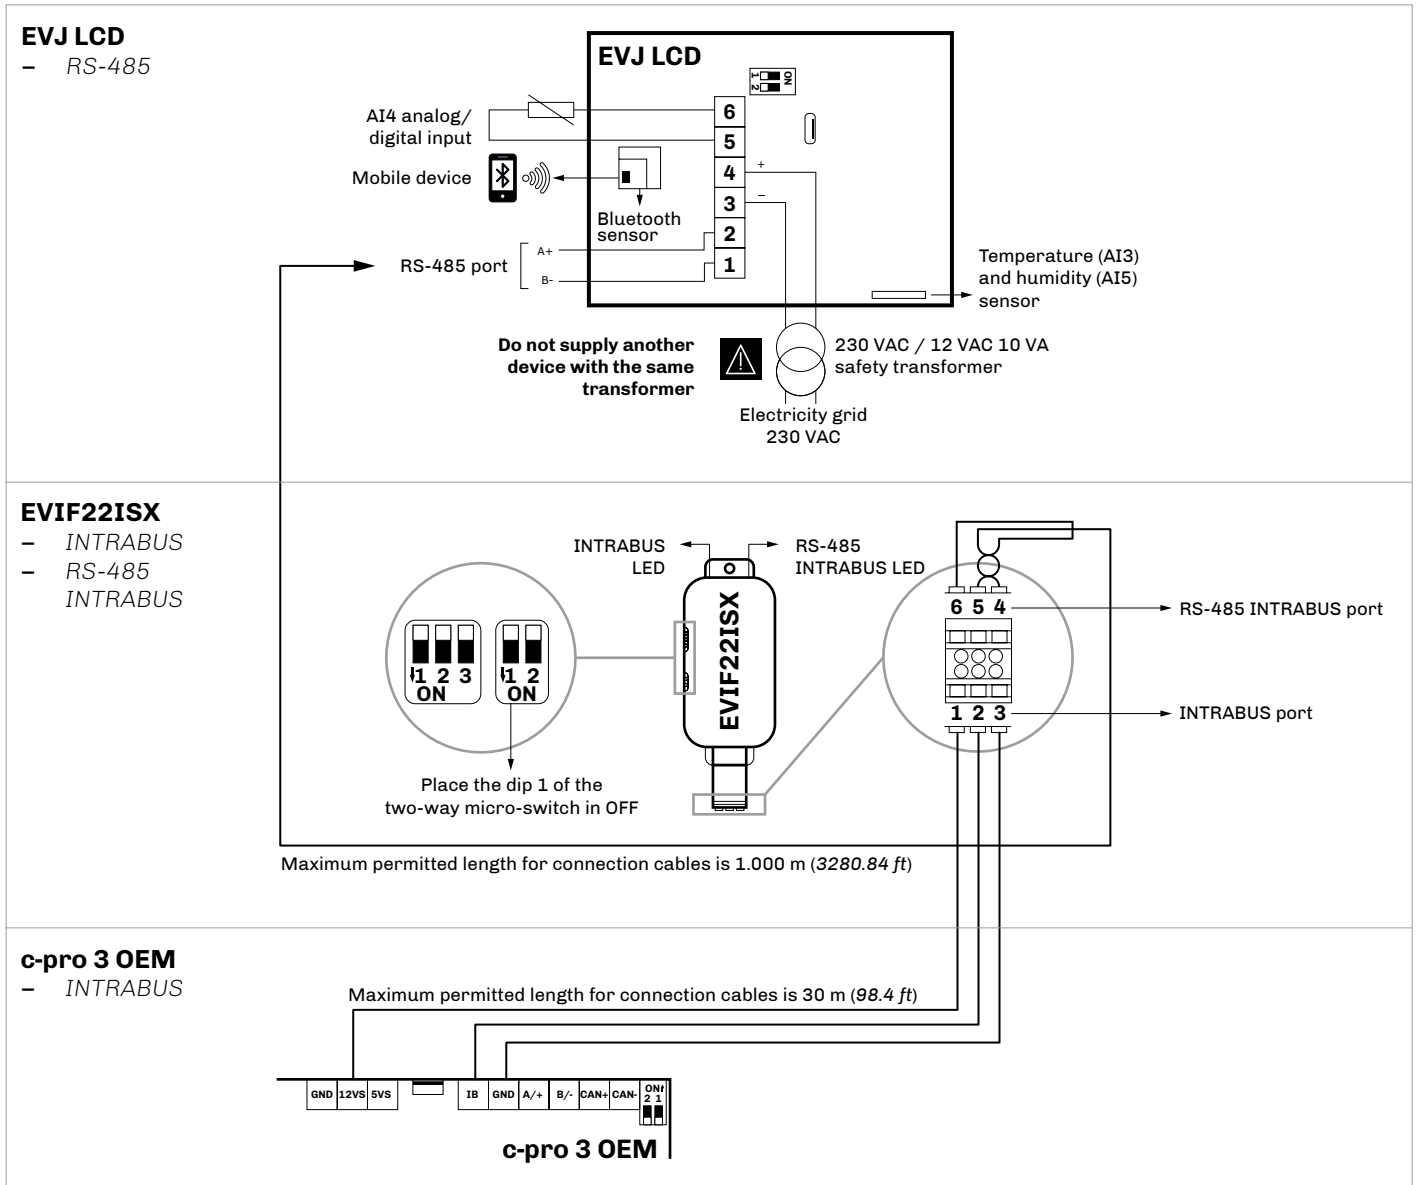 EVJ LCD
– RS-485
EVJ LCD
ON
1
2
AI4 analog/
digital input
6
5
4
3
2
1
+
–
Mobile device
Bluetooth
sensor
RS-485 port
A+
B-
Temperature (AI3)
and humidity (AI5)
sensor
Do not supply another
device with the same
transformer
230 VAC / 12 VAC 10 VA
safety transformer
Electricity grid
230 VAC
EVIF22ISX
– INTRABUS
– RS-485
INTRABUS
INTRABUS
LED
RS-485
INTRABUS LED
1 2 3
ON
1 2
ON
EVIF22ISX
6 5 4
RS-485 INTRABUS port
1 2 3
INTRABUS port
Place the dip 1 of the
two-way micro-switch in OFF
Maximum permitted length for connection cables is 1.000 m (3280.84 ft)
c-pro 3 OEM
– INTRABUS
Maximum permitted length for connection cables is 30 m (98.4 ft)
GND 12VS 5VS IB GND A/+ B/- CAN+ CAN-
ON
2 1
c-pro 3 OEM